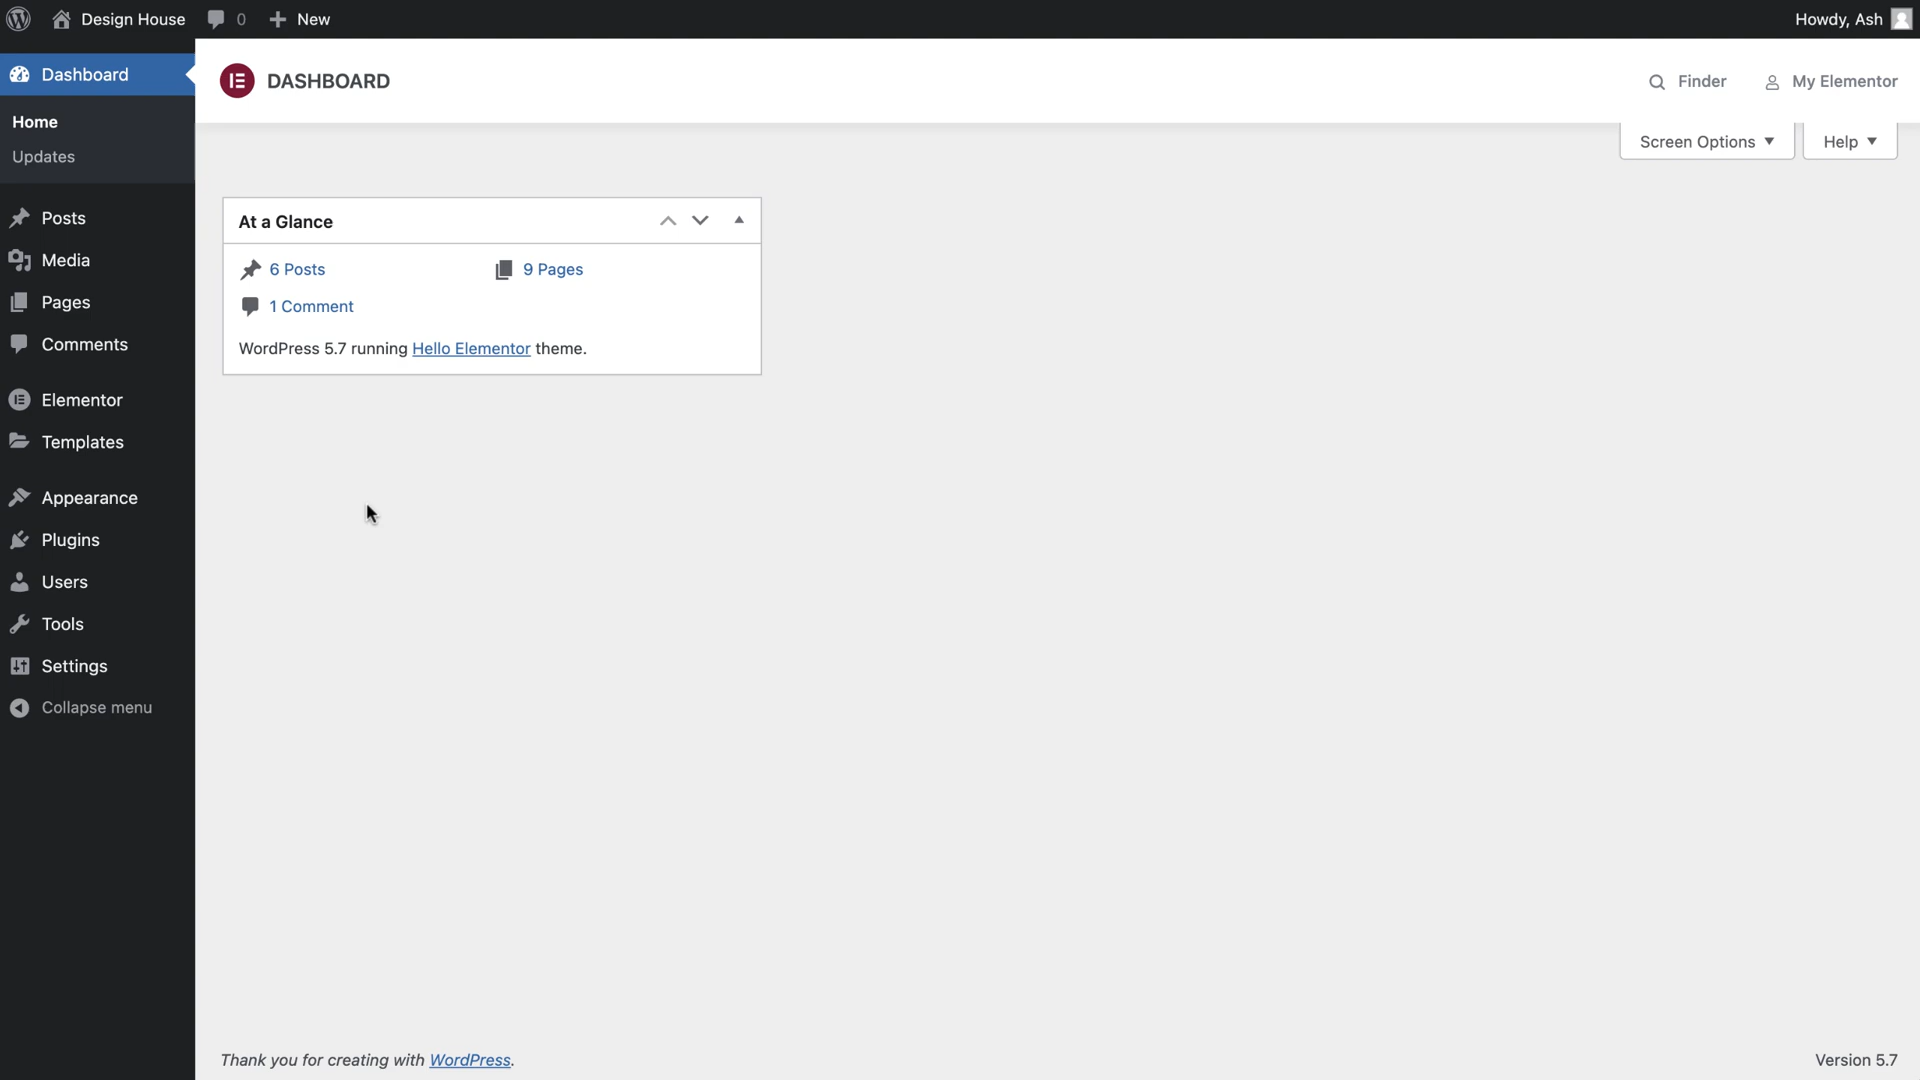 Design House 0 New Howdy, Ash
Dashboard
Home
Updates
Posts
Media
Pages
Comments
Elementor
Templates
Appearance
Plugins
Users
Tools
Settings
Collapse menu
DASHBOARD
Finder My Elementor
Screen Options Help
At a Glance
6 Posts 9 Pages
1 Comment
WordPress 5.7 running Hello Elementor theme.
Thank you for creating with WordPress. Version 5.7